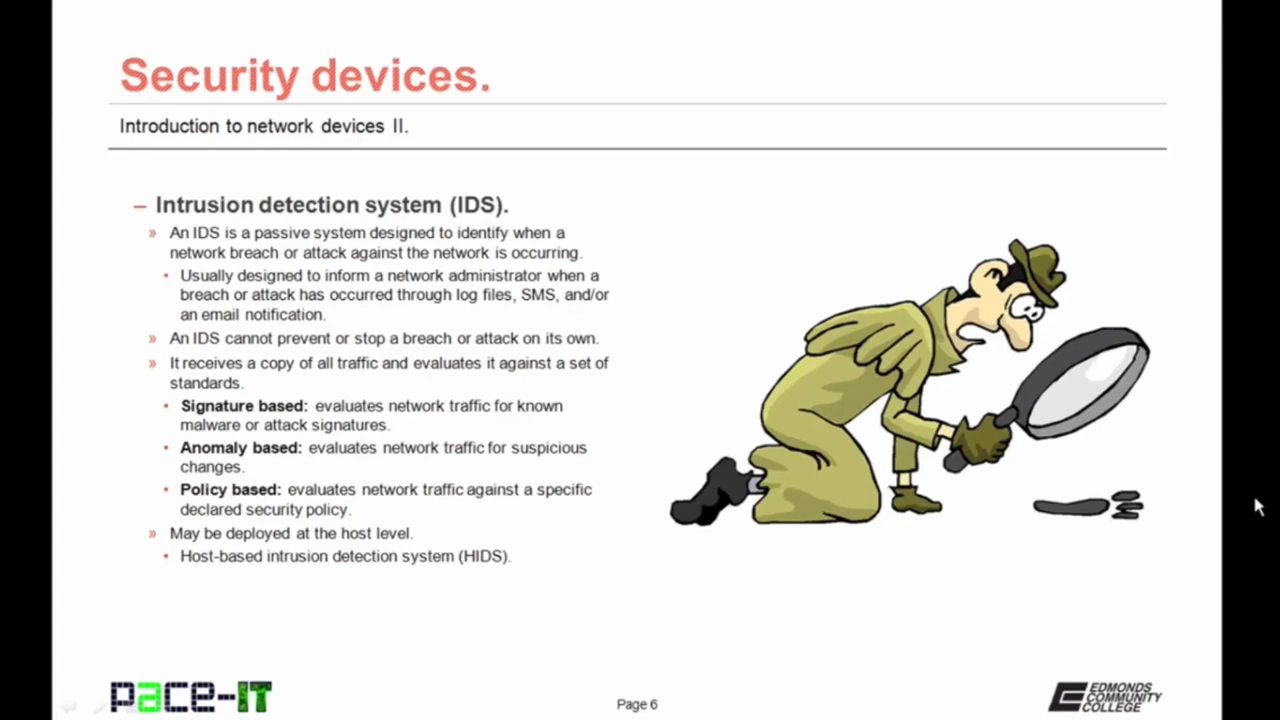 Security devices.
Introduction to network devices II.
– Intrusion detection system (IDS).
» An IDS is a passive system designed to identify when a
network breach or attack against the network is occurring.
• Usually designed to inform a network administrator when a
breach or attack has occurred through log files, SMS, and/or
an email notification.
» An IDS cannot prevent or stop a breach or attack on its own.
» It receives a copy of all traffic and evaluates it against a set of
standards.
• Signature based: evaluates network traffic for known
malware or attack signatures.
• Anomaly based: evaluates network traffic for suspicious
changes.
• Policy based: evaluates network traffic against a specific
declared security policy.
» May be deployed at the host level.
• Host-based intrusion detection system (HIDS).
pace-IT
Page 6
EDMONDS
COMMUNITY
COLLEGE